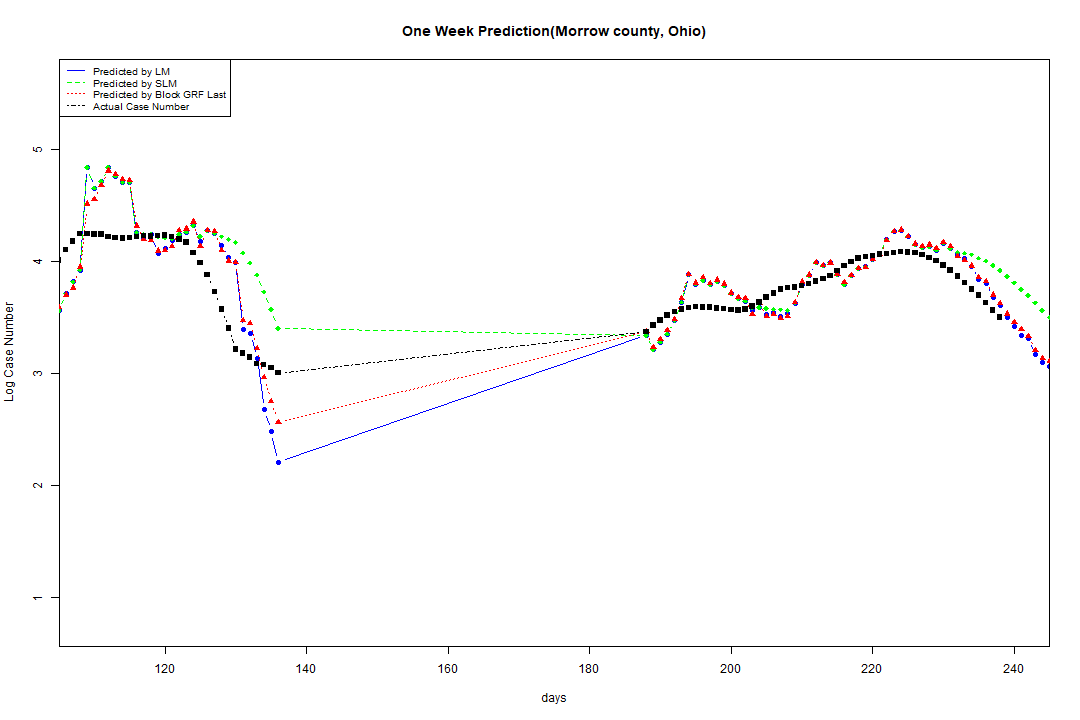 One Week Prediction(Morrow county, Ohio)
Predicted by LM
Predicted by SLM
Predicted by Block GRF Last
Actual Case Number
Log Case Number
5
4
3
2
1
120 140 160 180 200 220 240
days